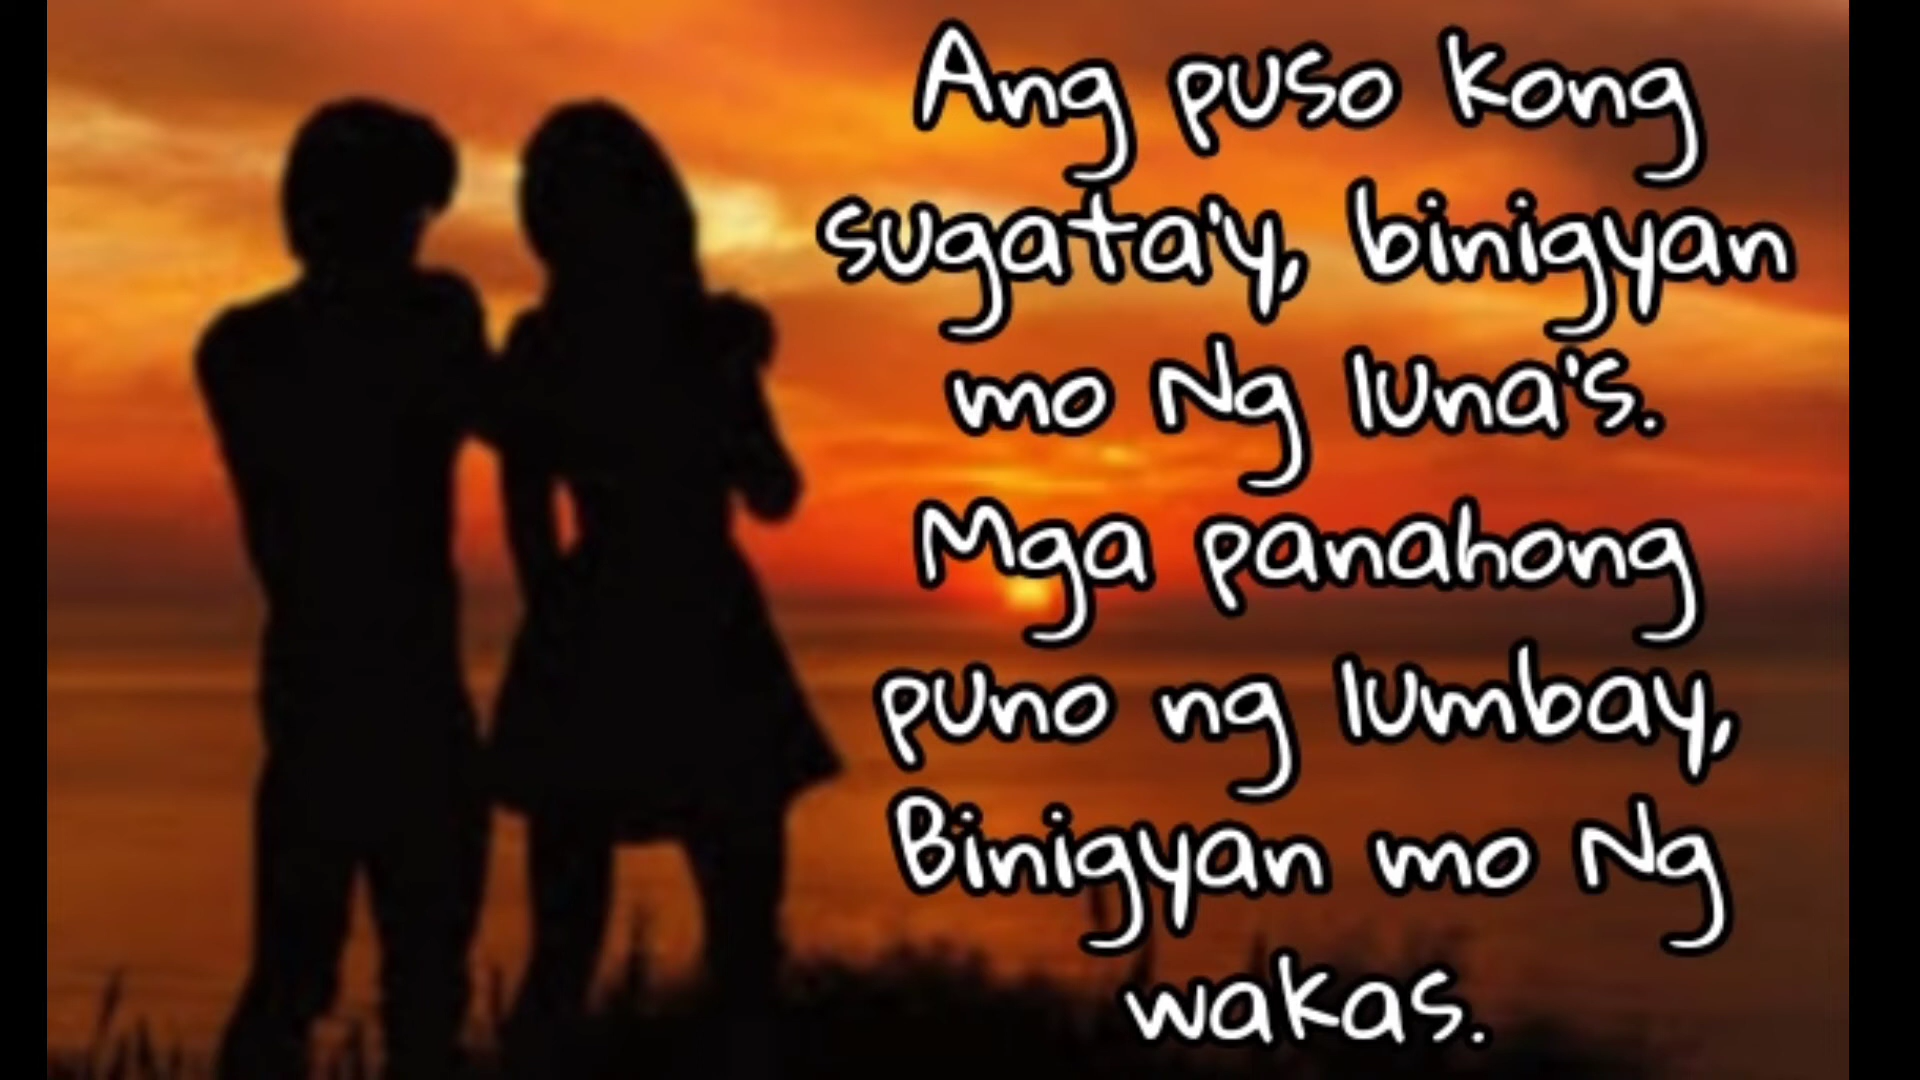 Ang puso kong
sugata'y, binigyan
mo Ng luna's.
Mga panahong
puno ng lumbay,
Binigyan mo Ng
wakas.